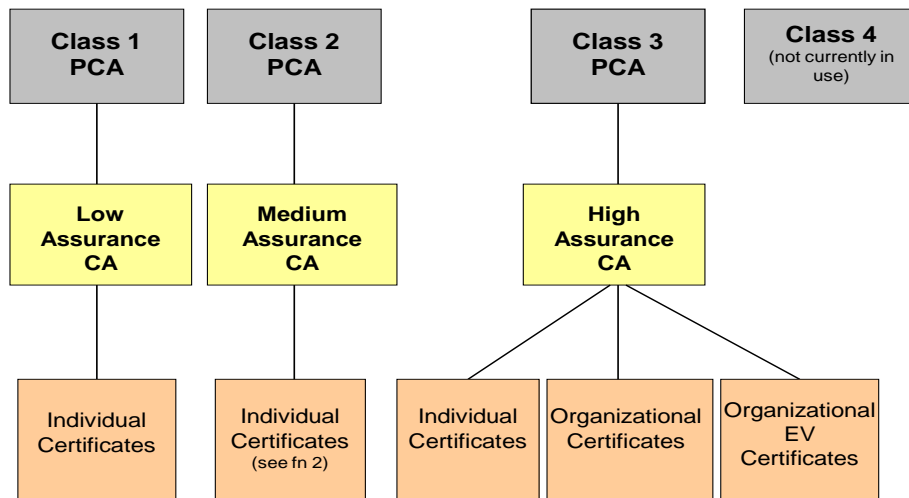 Class 1
PCA
Class 2
PCA
Class 3
PCA
Class 4
(not currently in
use)
Low
Assurance
CA
Medium
Assurance
CA
High
Assurance
CA
Individual
Certificates
Individual
Certificates
(see fn 2)
Individual
Certificates
Organizational
Certificates
Organizational
EV
Certificates